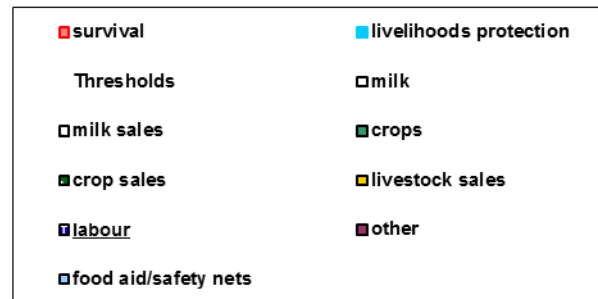 survival livelihoods protection
Thresholds milk
milk sales crops
crop sales livestock sales
labour other
food aid/safety nets